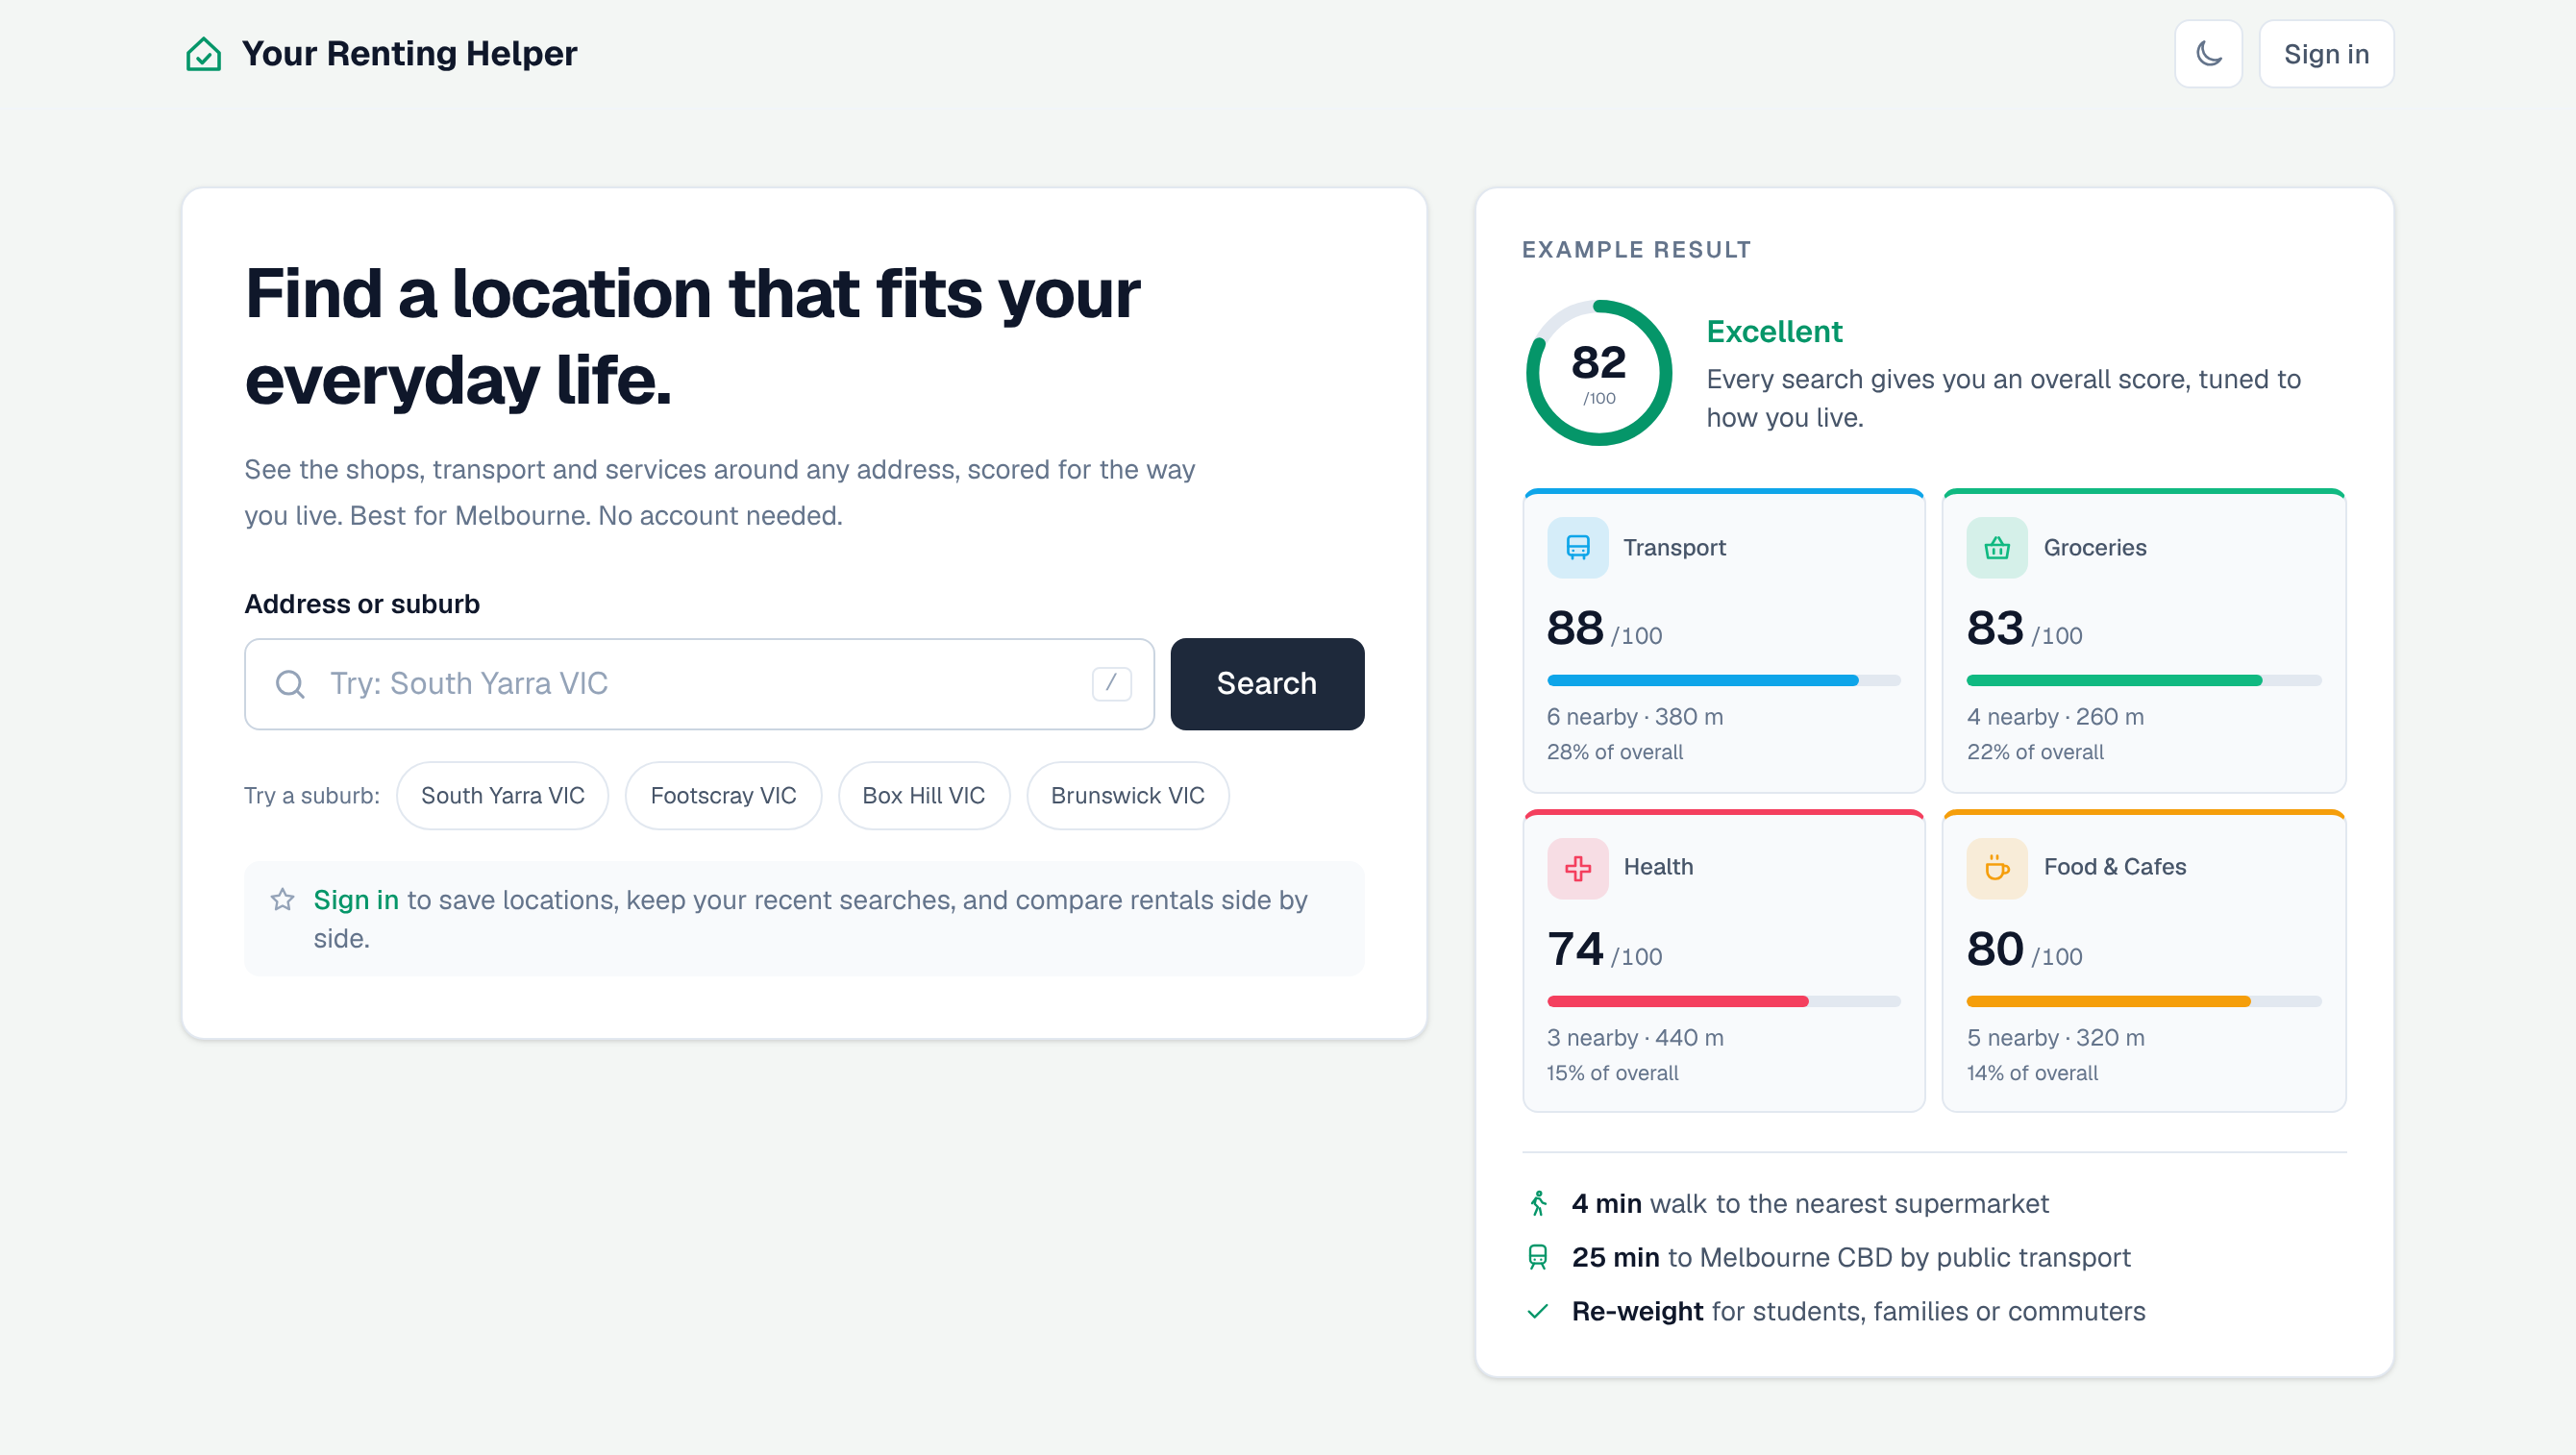 Your Renting Helper
Sign in
Find a location that fits your
everyday life.
See the shops, transport and services around any address, scored for the way
you live. Best for Melbourne. No account needed.
Address or suburb
Try: South Yarra VIC
/
Search
Try a suburb:
South Yarra VIC
Footscray VIC
Box Hill VIC
Brunswick VIC
Sign in to save locations, keep your recent searches, and compare rentals side by
side.
EXAMPLE RESULT
82
/100
Excellent
Every search gives you an overall score, tuned to
how you live.
Transport
88 /100
6 nearby · 380 m
28% of overall
Groceries
83 /100
4 nearby · 260 m
22% of overall
Health
74 /100
3 nearby · 440 m
15% of overall
Food & Cafes
80 /100
5 nearby · 320 m
14% of overall
4 min walk to the nearest supermarket
25 min to Melbourne CBD by public transport
Re-weight for students, families or commuters